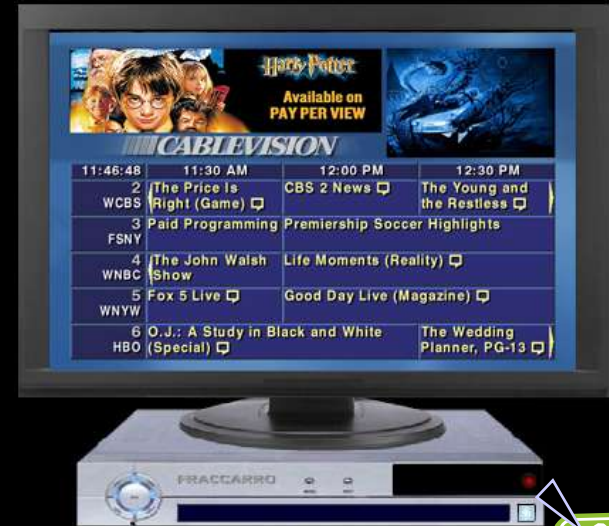 Harry Potter
Available on
PAY PER VIEW
CABLEVISION
11:46:48 11:30 AM 12:00 PM 12:30 PM
2 The Price Is CBS 2 News The Young and
WCBS Right (Game) the Restless
3 Paid Programming Premiership Soccer Highlights
FSNY
4 The John Walsh Life Moments (Reality)
WNBC Show
5 Fox 5 Live Good Day Live (Magazine)
WNYW
6 O.J.: A Study in Black and White The Wedding
HBO (Special) Planner, PG-13
FRACCARRO